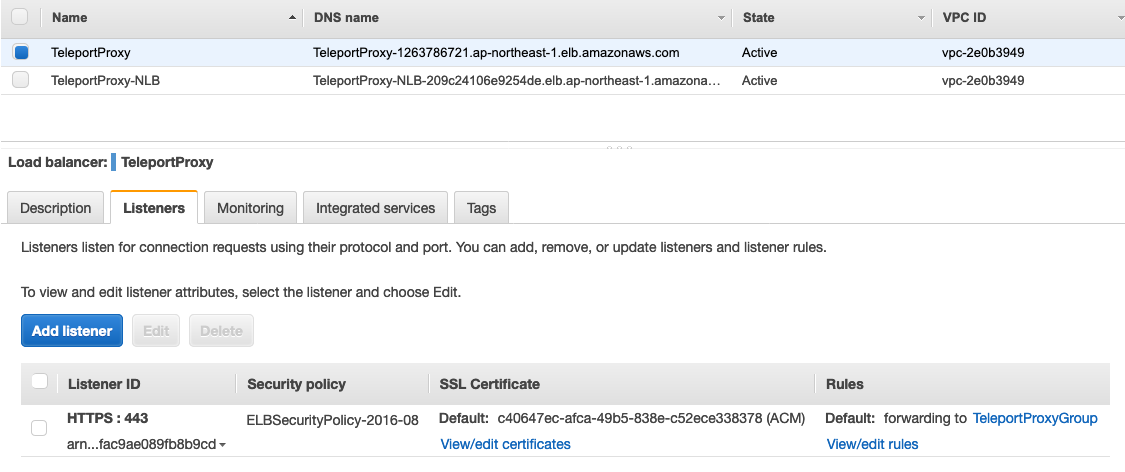 Name DNS name State VPC ID
TeleportProxy TeleportProxy-1263786721.ap-northeast-1.elb.amazonaws.com Active vpc-2e0b3949
TeleportProxy-NLB TeleportProxy-NLB-209c24106e9254de.elb.ap-northeast-1.amazona... Active vpc-2e0b3949
Load balancer: TeleportProxy
Description Listeners Monitoring Integrated services Tags
Listeners listen for connection requests using their protocol and port. You can add, remove, or update listeners and listener rules.
To view and edit listener attributes, select the listener and choose Edit.
Add listener Edit Delete
Listener ID Security policy SSL Certificate Rules
HTTPS : 443 ELBSecurityPolicy-2016-08 Default: c40647ec-afca-49b5-838e-c52ece338378 (ACM) Default: forwarding to TeleportProxyGroup
arn...fac9ae089fb8b9cd View/edit certificates View/edit rules